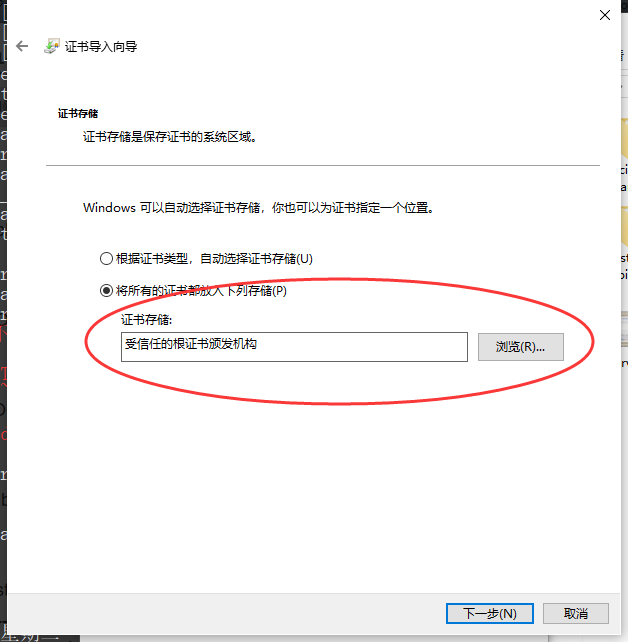 证书导入向导
证书存储
证书存储是保存证书的系统区域。
Windows 可以自动选择证书存储，你也可以为证书指定一个位置。
根据证书类型，自动选择证书存储(U)
将所有的证书都放入下列存储(P)
证书存储:
受信任的根证书颁发机构
浏览(R)...
下一步(N)
取消